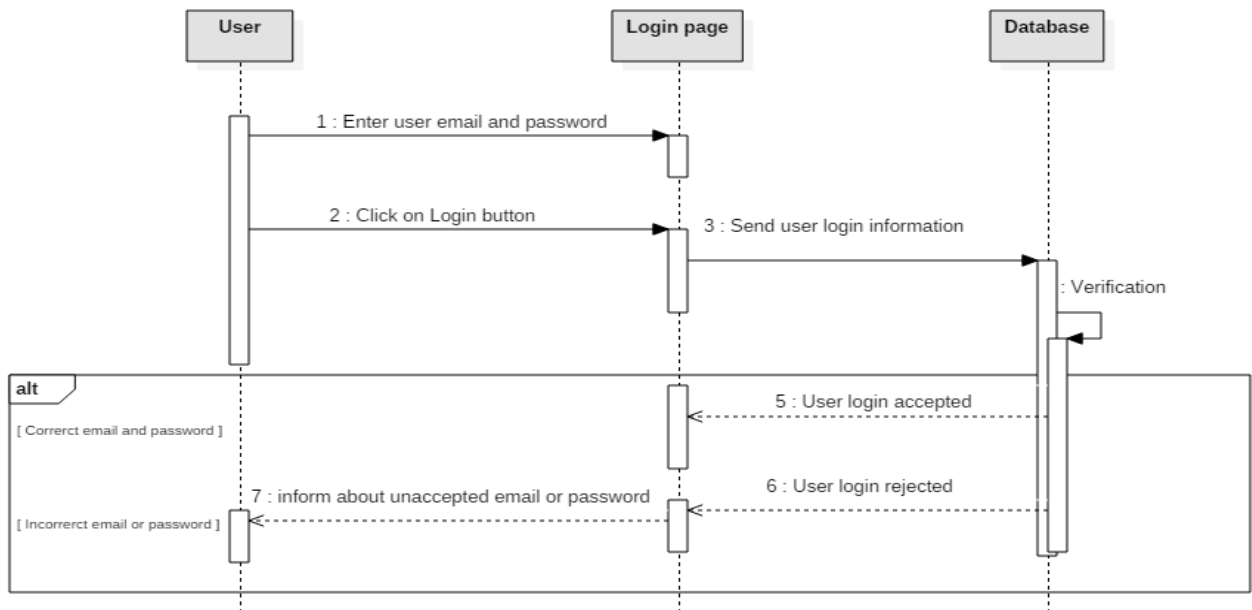 User
Login page
Database
1 : Enter user email and password
2 : Click on Login button
3 : Send user login information
: Verification
alt
5 : User login accepted
[ Correrct email and password ]
6 : User login rejected
7 : inform about unaccepted email or password
[ Incorrerct email or password ]